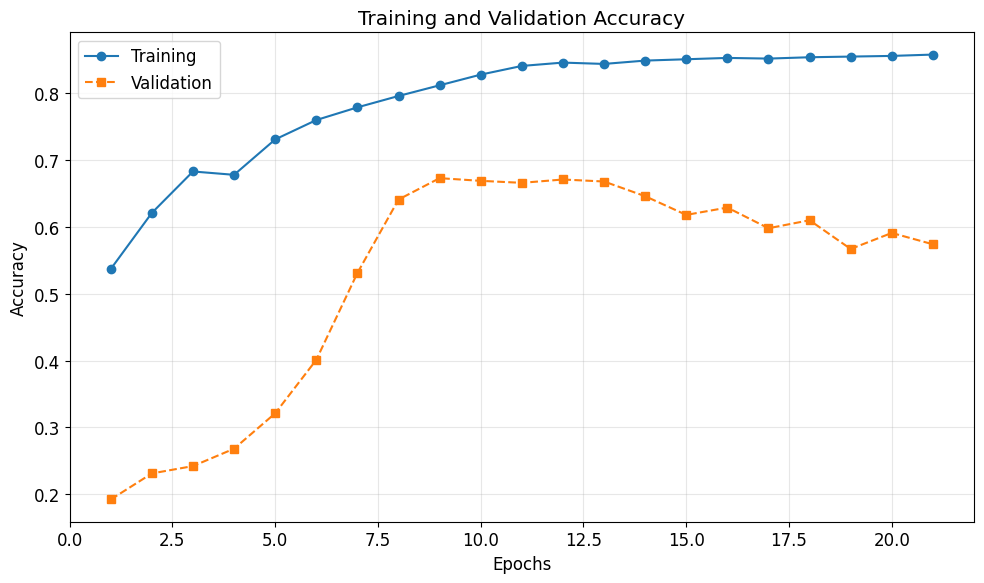 Training and Validation Accuracy
Training
Validation
0.8
0.7
0.6
0.5
0.4
0.3
0.2
Accuracy
0.0 2.5 5.0 7.5 10.0 12.5 15.0 17.5 20.0
Epochs